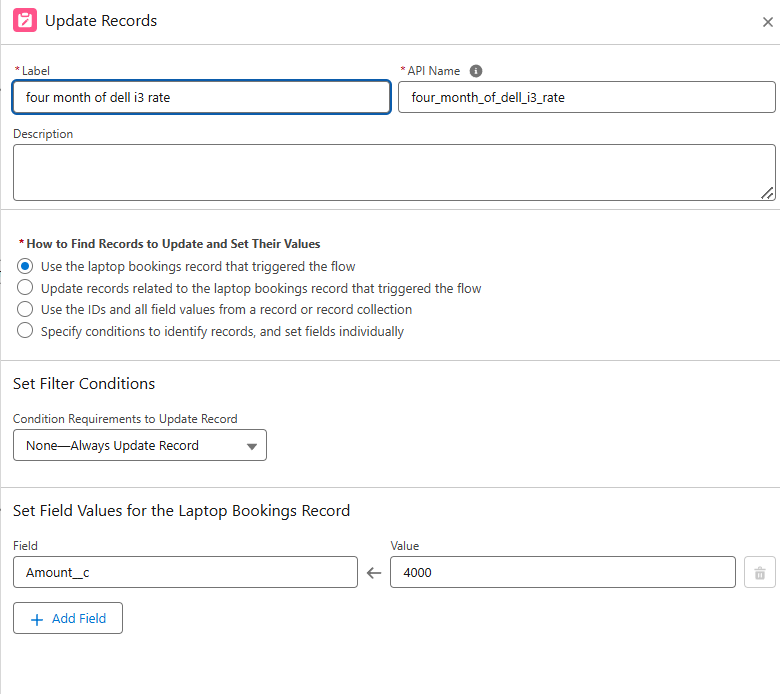 Update Records
*Label
*API Name
four month of dell i3 rate
four_month_of_dell_i3_rate
Description
*How to Find Records to Update and Set Their Values
Use the laptop bookings record that triggered the flow
Update records related to the laptop bookings record that triggered the flow
Use the IDs and all field values from a record or record collection
Specify conditions to identify records, and set fields individually
Set Filter Conditions
Condition Requirements to Update Record
None—Always Update Record
Set Field Values for the Laptop Bookings Record
Field
Value
Amount__c
4000
+ Add Field